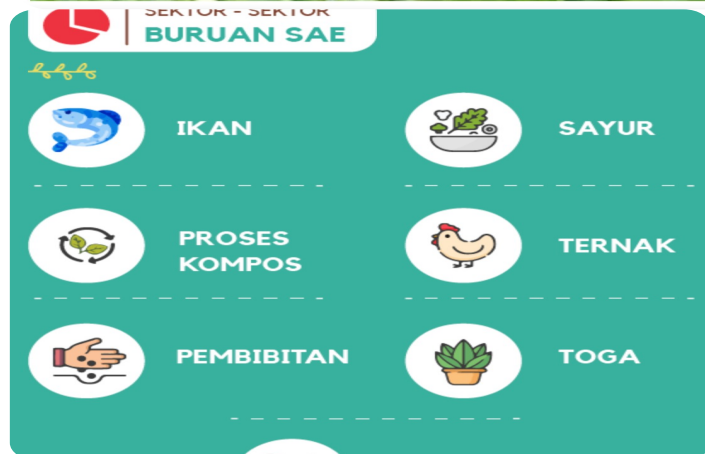 SEKTOR - SEKTOR
BURUAN SAE
IKAN
SAYUR
PROSES
KOMPOS
TERNAK
PEMBIBITAN
TOGA